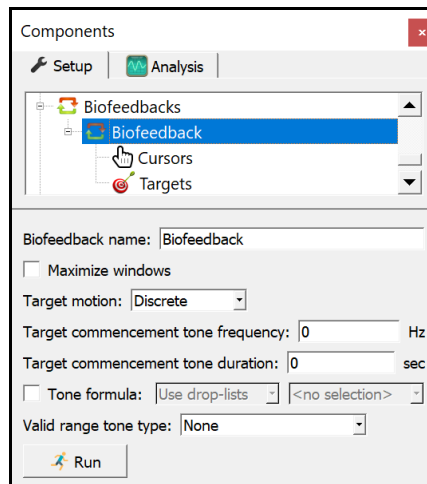 Components
Setup Analysis
Biofeedbacks
Biofeedback
Cursors
Targets
Biofeedback name: Biofeedback
Maximize windows
Target motion: Discrete
Target commencement tone frequency: 0 Hz
Target commencement tone duration: 0 sec
Tone formula: Use drop-lists <no selection>
Valid range tone type: None
Run